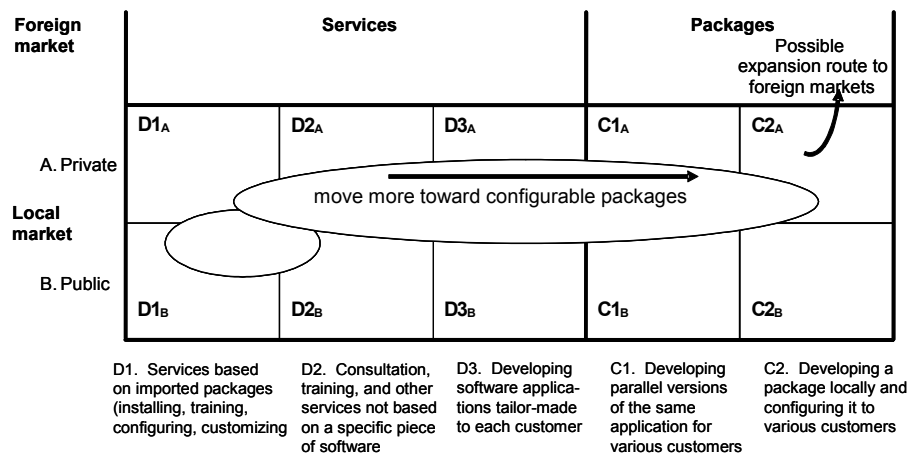 Foreign
market
Services
Packages
Possible
expansion route to
foreign markets
D1A
D2A
D3A
C1A
C2A
A. Private
move more toward configurable packages
Local
market
B. Public
D1B
D2B
D3B
C1B
C2B
D1. Services based
on imported packages
(installing, training,
configuring, customizing
D2. Consultation,
training, and other
services not based
on a specific piece
of software
D3. Developing
software applica-
tions tailor-made
to each customer
C1. Developing
parallel versions
of the same
application for
various customers
C2. Developing a
package locally and
configuring it to
various customers